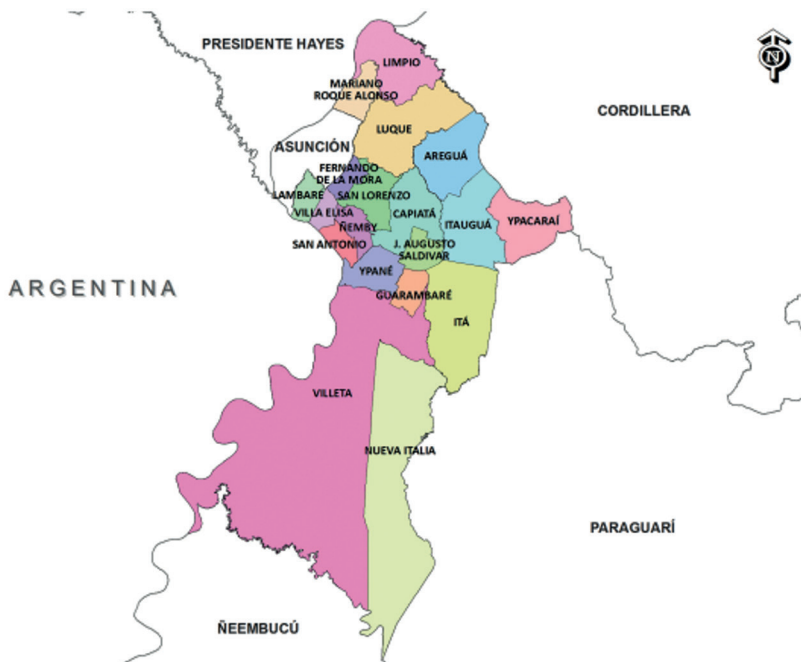 PRESIDENTE HAYES
LIMPIO
N
MARIANO
ROQUE ALONSO
CORDILLERA
LUQUE
ASUNCIÓN
AREGUÁ
FERNANDO
DE LA MORA
LAMBARÉ
SAN LORENZO
VILLA ELISA
CAPIATÁ
ITAUGUÁ
YPACARAÍ
ÑEMBY
SAN ANTONIO
J. AUGUSTO
SALDIVAR
YPANÉ
ARGENTINA
GUARAMBARÉ
ITÁ
VILLETA
NUEVA ITALIA
PARAGUARÍ
ÑEEMBUCÚ